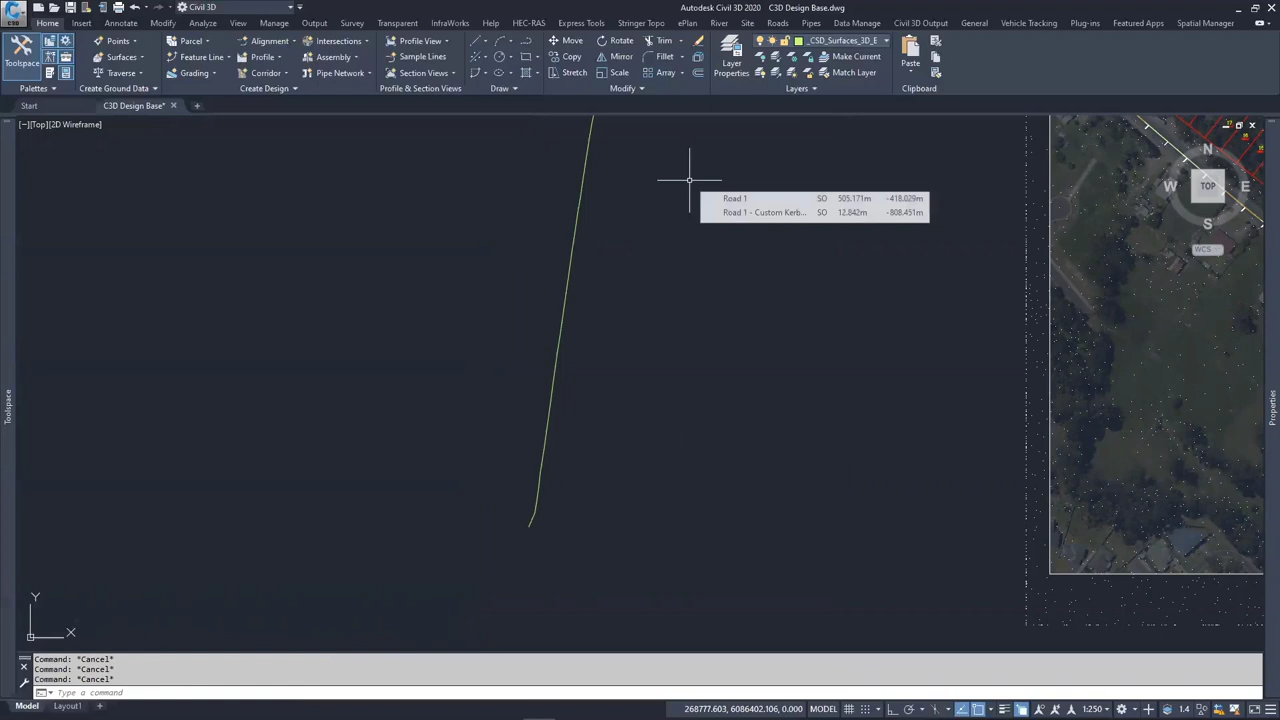 C3D
Civil 3D
Autodesk Civil 3D 2020 C3D Design Base.dwg
Home Insert Annotate Modify Analyze View Manage Output Survey Transparent InfraWorks HEC-RAS Express Tools Stringer Topo ePlan River Site Roads Pipes Data Manager Civil 3D Output General Vehicle Tracking Plug-ins Featured Apps Spatial Manager
Points Parcel Alignment Intersections Profile View Move Rotate Trim _CSD_Surfaces_3D_E
Surfaces Feature Line Profile Assembly Sample Lines Copy Mirror Fillet Make Current
Toolspace Layer Properties Paste
Traverse Grading Corridor Pipe Network Section Views Stretch Scale Array Match Layer
Palettes Create Ground Data Create Design Profile & Section Views Draw Modify Layers Clipboard
Start C3D Design Base*
[−][Top][2D Wireframe]
N
W TOP E
S
WCS
Road 1 SO 505.171m -418.029m
Road 1 - Custom Kerb... SO 12.842m -808.451m
Toolspace
Properties
Y
X
Command: *Cancel*
Command: *Cancel*
Command: *Cancel*
Type a command
Model Layout1 268777.603, 6086402.106, 0.000 MODEL 1:250 1.4